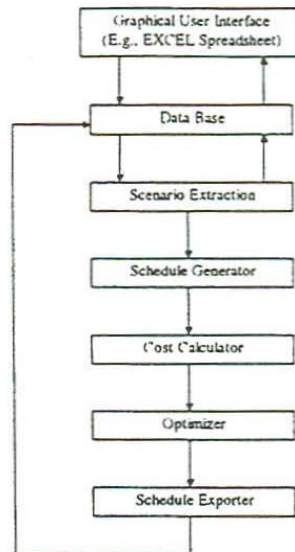 Graphical User Interface
(E.g., EXCEL Spreadsheet)
Data Base
Scenario Extraction
Schedule Generator
Cost Calculator
Optimizer
Schedule Exporter